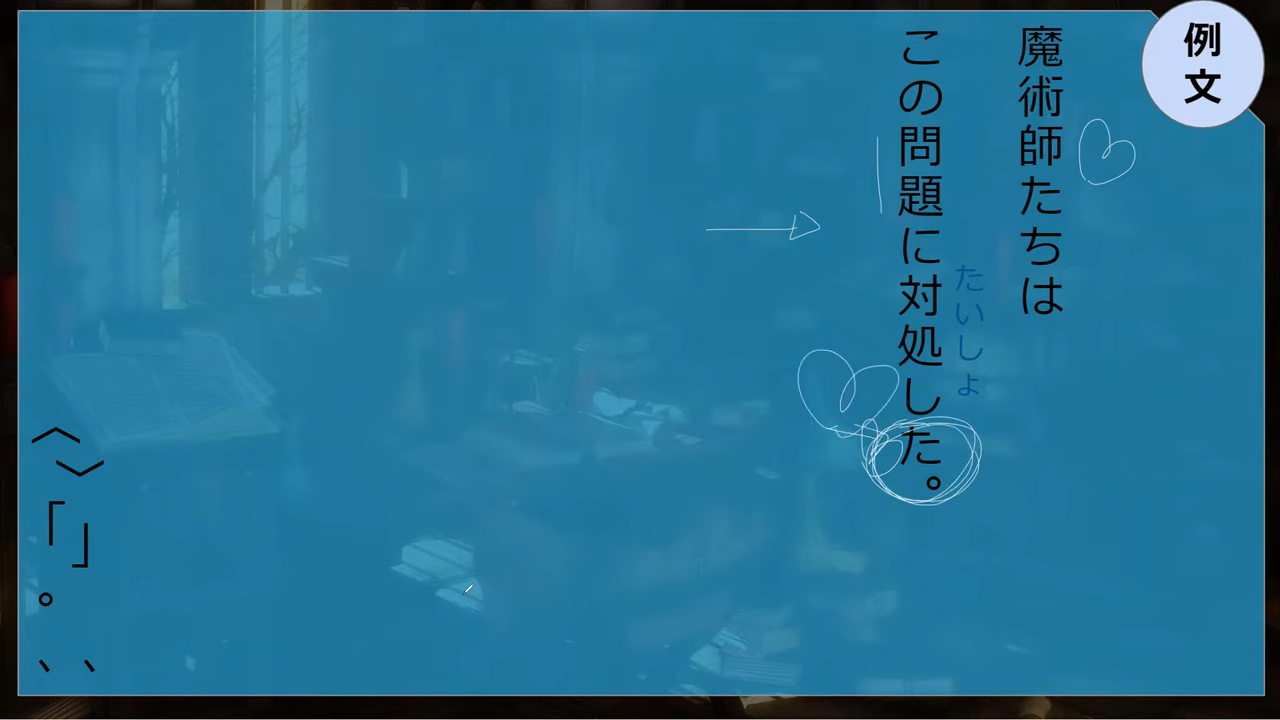 例文
魔術師たちは
この問題に対処した。
たいしょ
〈〉「」。、、